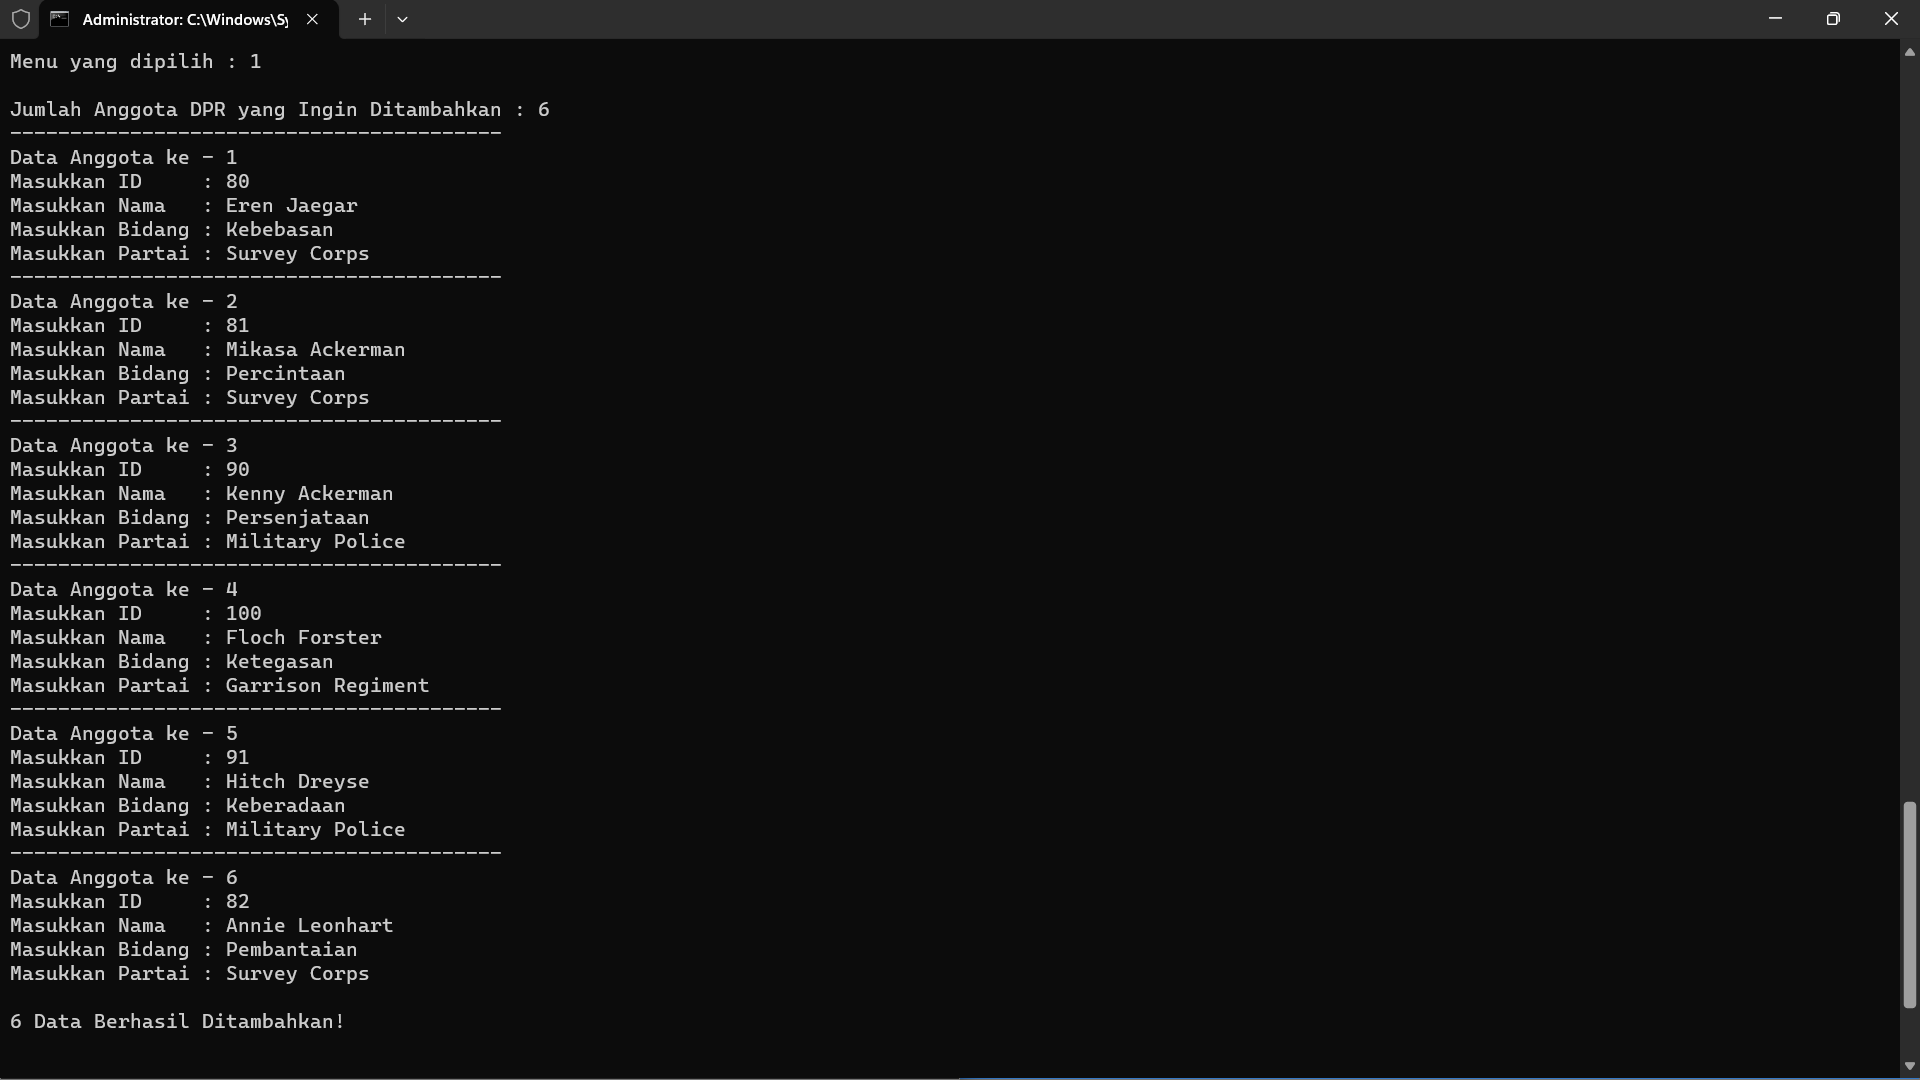 Administrator: C:\Windows\Sy
Menu yang dipilih : 1
Jumlah Anggota DPR yang Ingin Ditambahkan : 6
-----------------------------------------
Data Anggota ke - 1
Masukkan ID     : 80
Masukkan Nama   : Eren Jaegar
Masukkan Bidang : Kebebasan
Masukkan Partai : Survey Corps
-----------------------------------------
Data Anggota ke - 2
Masukkan ID     : 81
Masukkan Nama   : Mikasa Ackerman
Masukkan Bidang : Percintaan
Masukkan Partai : Survey Corps
-----------------------------------------
Data Anggota ke - 3
Masukkan ID     : 90
Masukkan Nama   : Kenny Ackerman
Masukkan Bidang : Persenjataan
Masukkan Partai : Military Police
-----------------------------------------
Data Anggota ke - 4
Masukkan ID     : 100
Masukkan Nama   : Floch Forster
Masukkan Bidang : Ketegasan
Masukkan Partai : Garrison Regiment
-----------------------------------------
Data Anggota ke - 5
Masukkan ID     : 91
Masukkan Nama   : Hitch Dreyse
Masukkan Bidang : Keberadaan
Masukkan Partai : Military Police
-----------------------------------------
Data Anggota ke - 6
Masukkan ID     : 82
Masukkan Nama   : Annie Leonhart
Masukkan Bidang : Pembantaian
Masukkan Partai : Survey Corps
6 Data Berhasil Ditambahkan!